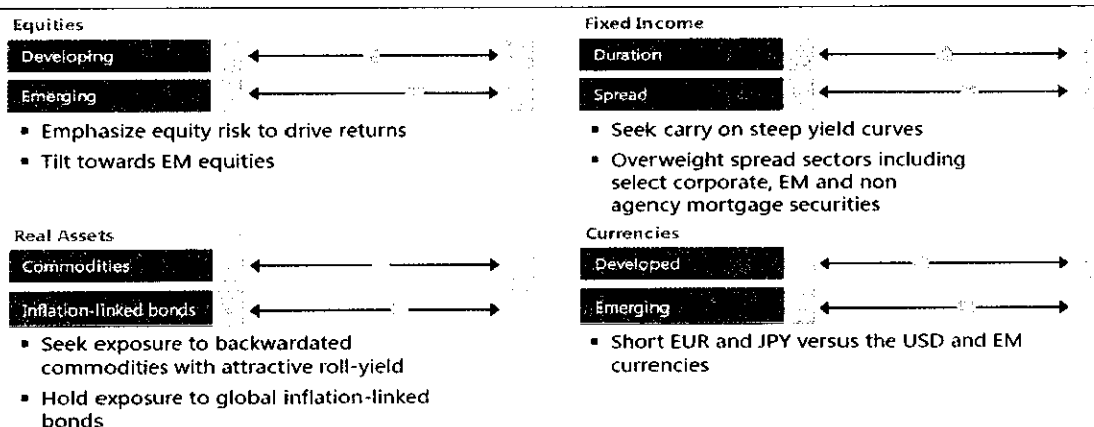 Equities
Developing
Emerging
▪ Emphasize equity risk to drive returns
▪ Tilt towards EM equities
Fixed Income
Duration
Spread
▪ Seek carry on steep yield curves
▪ Overweight spread sectors including
select corporate, EM and non
agency mortgage securities
Real Assets
Commodities
Inflation-linked bonds
▪ Seek exposure to backwardated
commodities with attractive roll-yield
▪ Hold exposure to global inflation-linked
bonds
Currencies
Developed
Emerging
▪ Short EUR and JPY versus the USD and EM
currencies